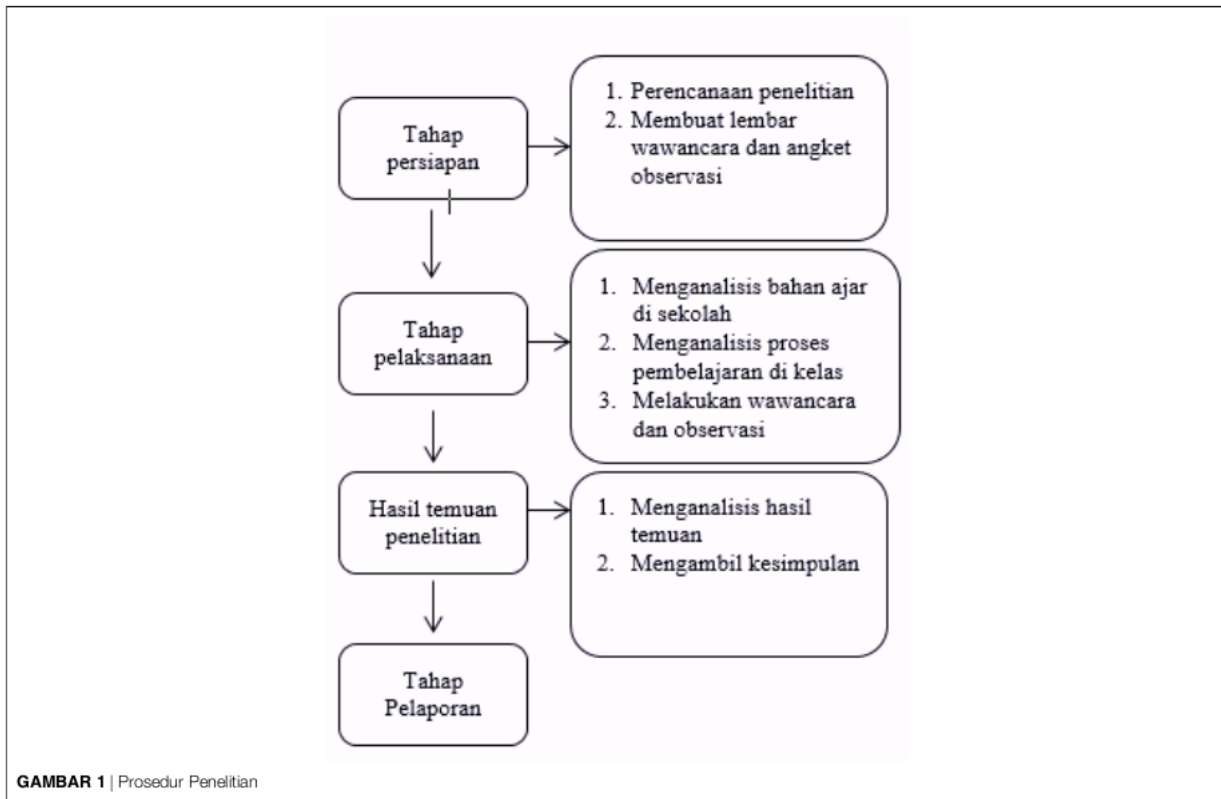 Tahap
persiapan
1. Perencanaan penelitian
2. Membuat lembar
wawancara dan angket
observasi
Tahap
pelaksanaan
1. Menganalisis bahan ajar
di sekolah
2. Menganalisis proses
pembelajaran di kelas
3. Melakukan wawancara
dan observasi
Hasil temuan
penelitian
1. Menganalisis hasil
temuan
2. Mengambil kesimpulan
Tahap
Pelaporan
GAMBAR 1 | Prosedur Penelitian